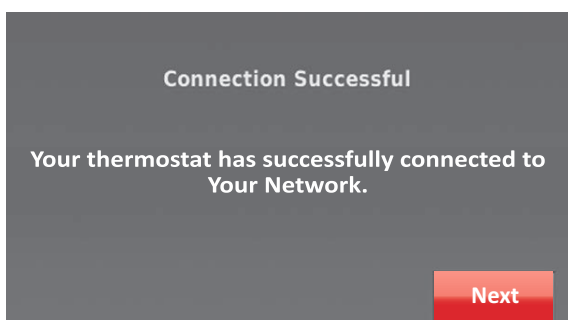 Connection Successful
Your thermostat has successfully connected to
Your Network.
Next